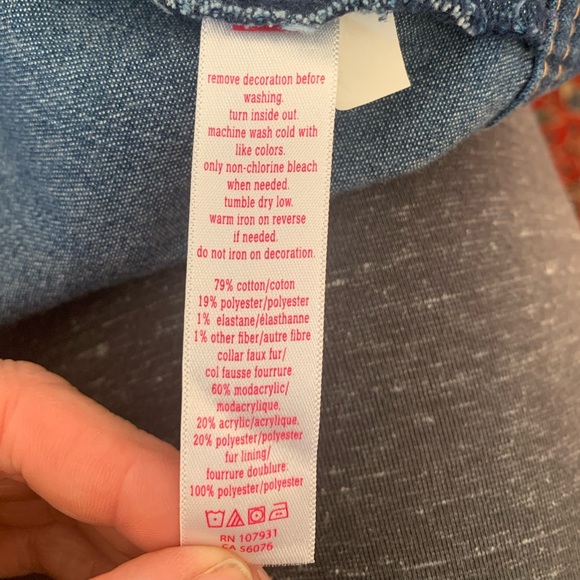 remove decoration before
washing.
turn inside out.
machine wash cold with
like colors.
only non-chlorine bleach
when needed.
tumble dry low.
warm iron on reverse
if needed.
do not iron on decoration.
79% cotton/coton
19% polyester/polyester
1% elastane/élasthanne
1% other fiber/autre fibre
collar faux fur/
col fausse fourrure:
60% modacrylic/
modacrylique.
20% acrylic/acrylique.
20% polyester/polyester
fur lining/
fourrure doublure:
100% polyester/polyester
RN 107931
CA 56076